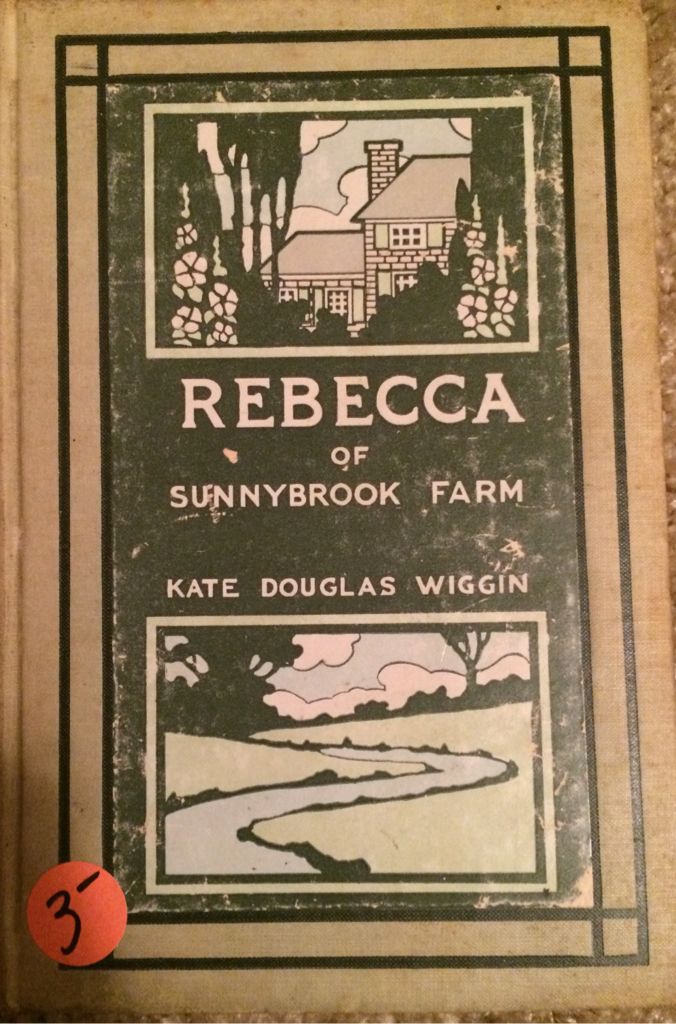 REBECCA
OF
SUNNYBROOK FARM
KATE DOUGLAS WIGGIN
3-